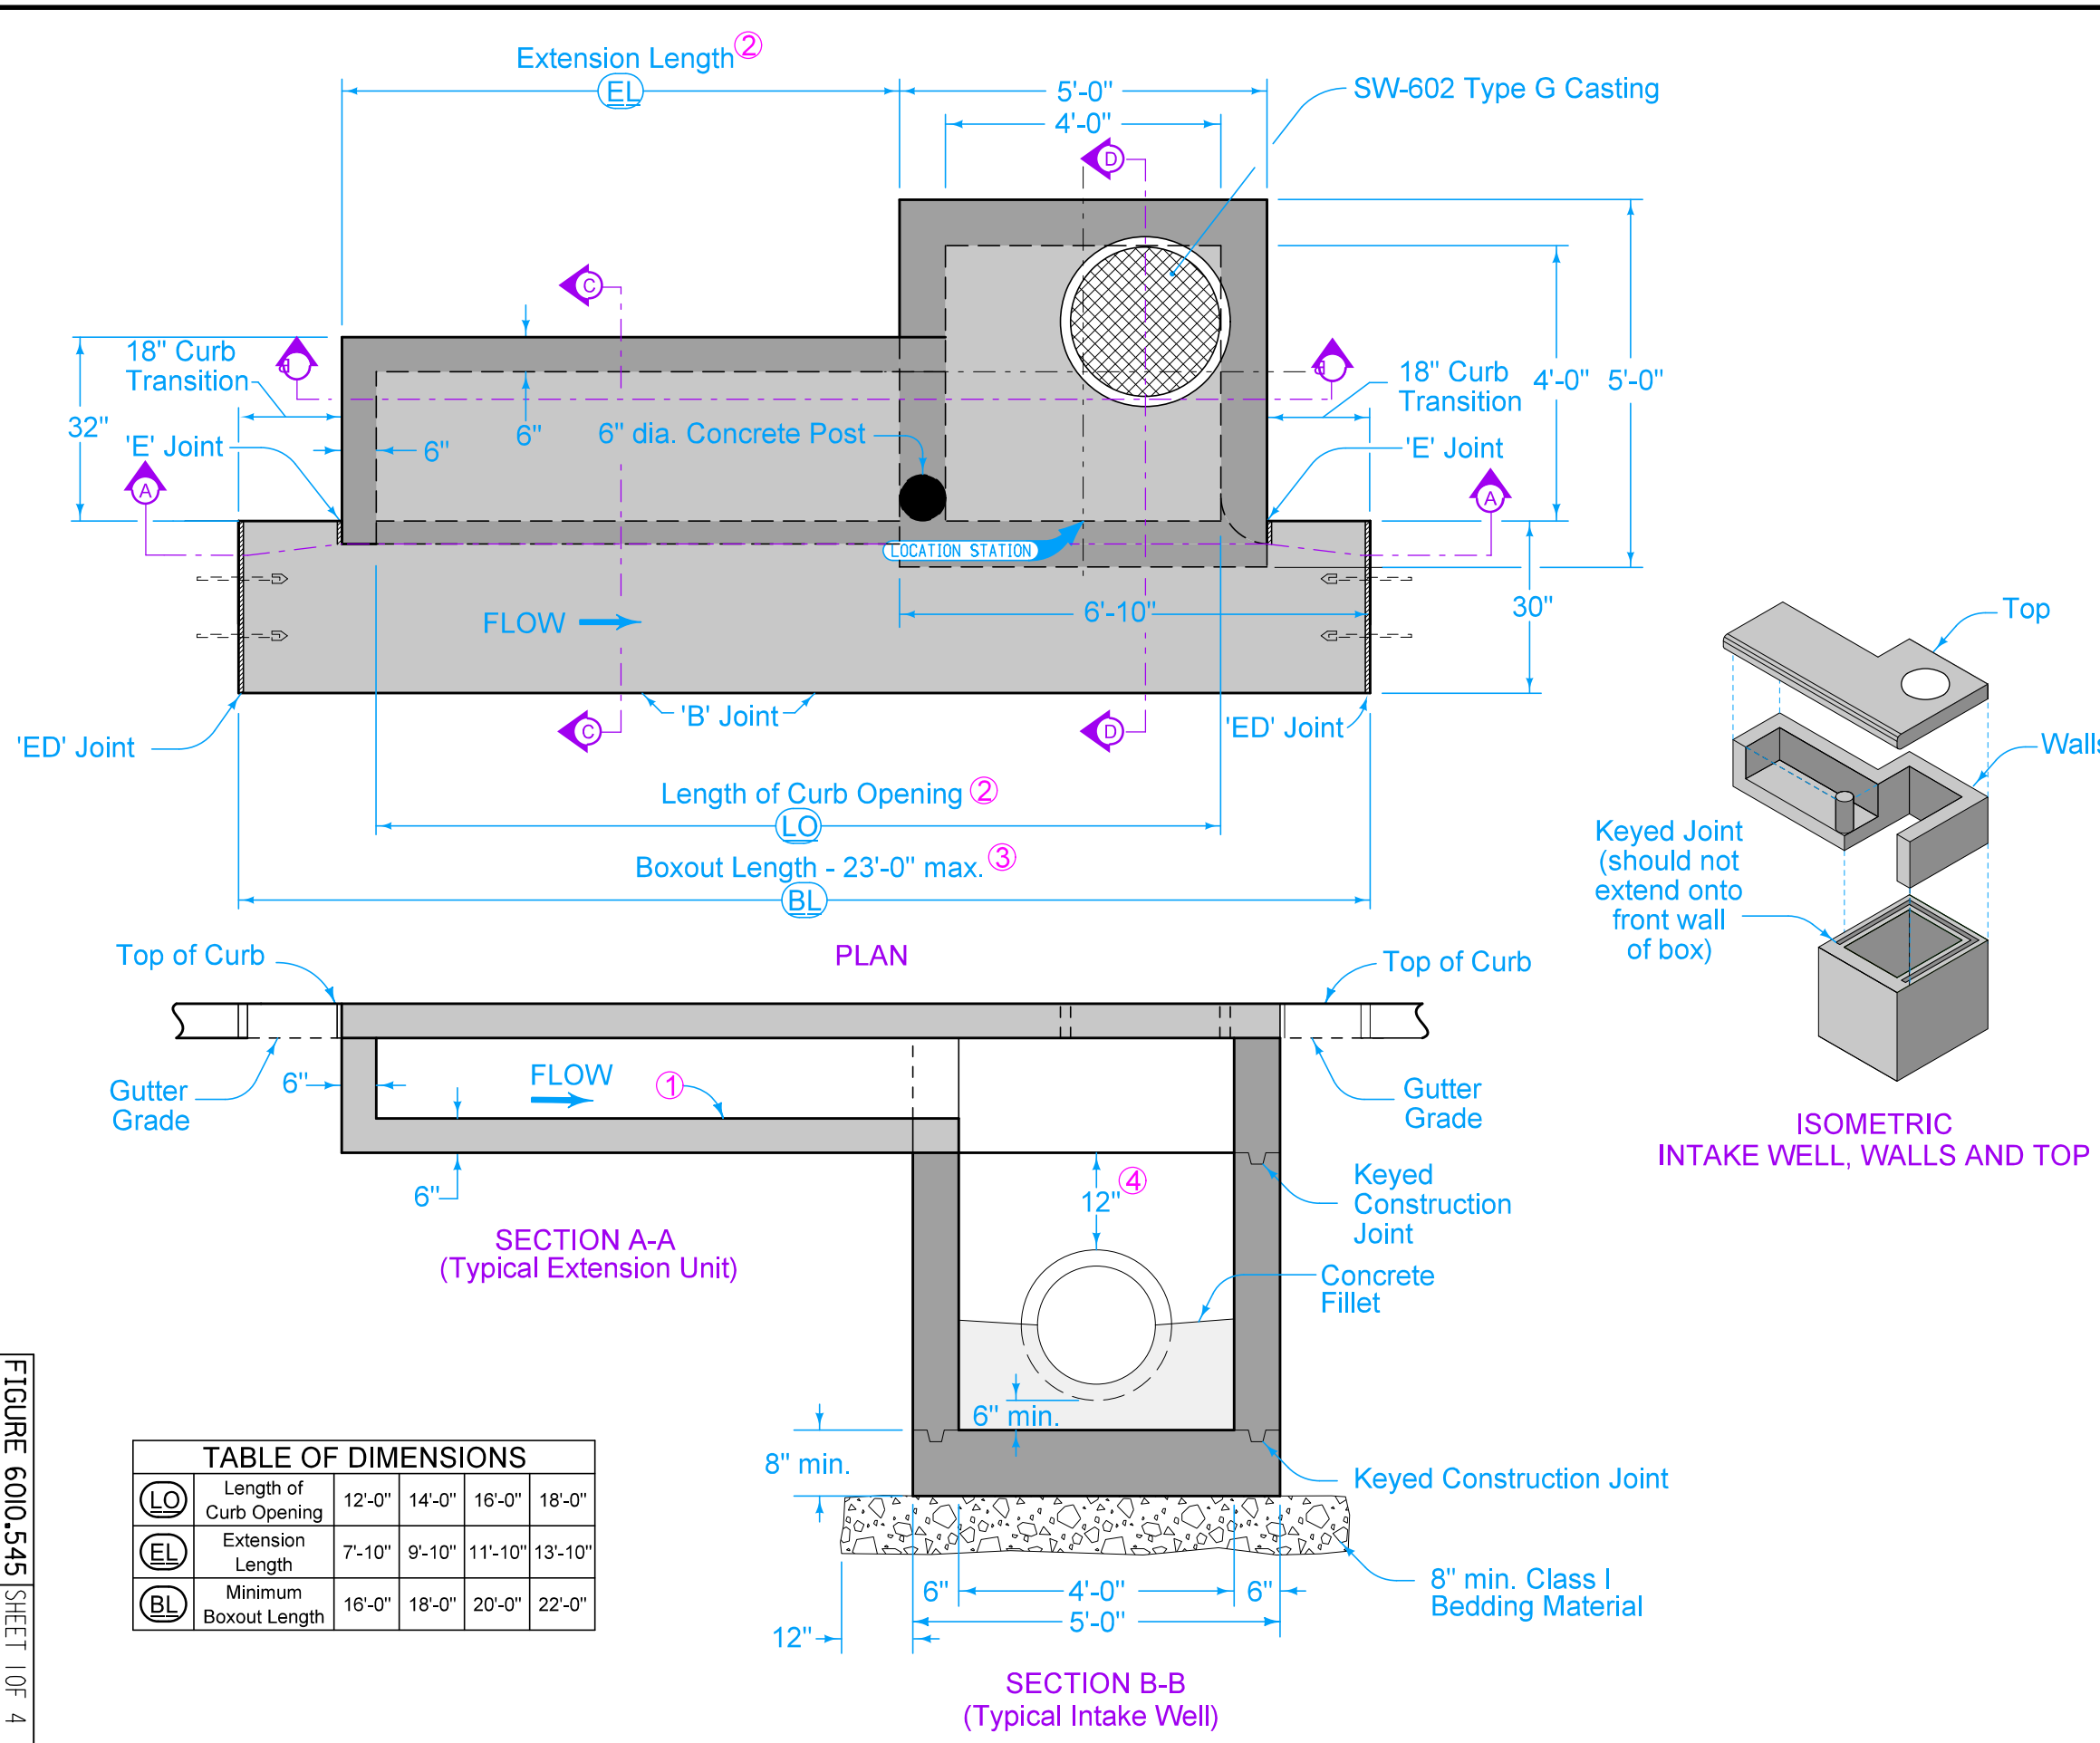 Extension Length ②
EL
5'-0"
4'-0"
SW-602 Type G Casting
D
C
18" Curb
Transition
B
B
18" Curb
Transition
4'-0"
5'-0"
32"
'E' Joint
6"
6"
6" dia. Concrete Post
'E' Joint
A
A
LOCATION STATION
FLOW
6'-10"
30"
'ED' Joint
C
'B' Joint
D
'ED' Joint
Length of Curb Opening ②
LO
Boxout Length - 23'-0" max. ③
BL
PLAN
Top
Walls
Keyed Joint
(should not
extend onto
front wall
of box)
ISOMETRIC
INTAKE WELL, WALLS AND TOP
Top of Curb
Top of Curb
Gutter
Grade
6"
FLOW
①
Gutter
Grade
6"
12" ④
Keyed
Construction
Joint
SECTION A-A
(Typical Extension Unit)
Concrete
Fillet
6" min.
8" min.
Keyed Construction Joint
6"
4'-0"
6"
5'-0"
12"
8" min. Class I
Bedding Material
SECTION B-B
(Typical Intake Well)
TABLE OF DIMENSIONS
LO Length of Curb Opening 12'-0" 14'-0" 16'-0" 18'-0"
EL Extension Length 7'-10" 9'-10" 11'-10" 13'-10"
BL Minimum Boxout Length 16'-0" 18'-0" 20'-0" 22'-0"
FIGURE 6010.545 SHEET 1 OF 4